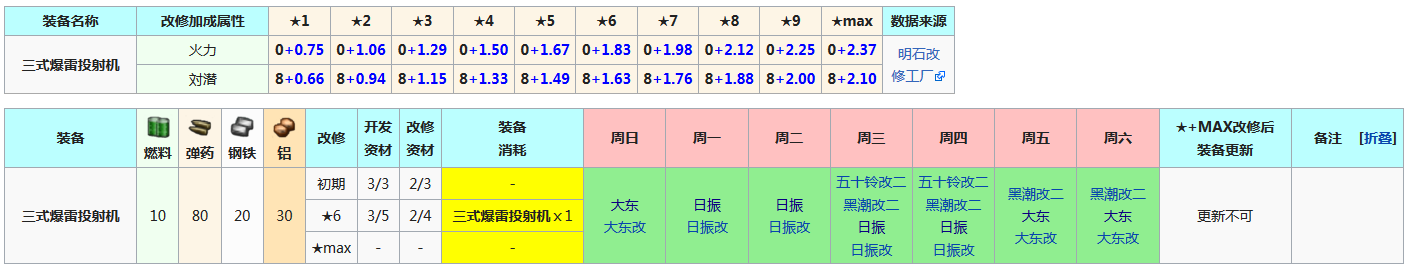 装备名称 改修加成属性 ★1 ★2 ★3 ★4 ★5 ★6 ★7 ★8 ★9 ★max 数据来源
三式爆雷投射机 火力 0+0.75 0+1.06 0+1.29 0+1.50 0+1.67 0+1.83 0+1.98 0+2.12 0+2.25 0+2.37 明石改
修工厂
対潜 8+0.66 8+0.94 8+1.15 8+1.33 8+1.49 8+1.63 8+1.76 8+1.88 8+2.00 8+2.10
装备 燃料 弹药 钢铁 铝 改修 开发
资材 改修
资材 装备
消耗 周日 周一 周二 周三 周四 周五 周六 ★+MAX改修后
装备更新 备注 [折叠]
三式爆雷投射机 10 80 20 30 初期 3/3 2/3 -
★6 3/5 2/4 三式爆雷投射机 x 1
★max - - -
大东
大东改
日振
日振改
日振
日振改
五十铃改二
黑潮改二
日振
日振改
五十铃改二
黑潮改二
日振
日振改
黑潮改二
大东
大东改
黑潮改二
大东
大东改
更新不可